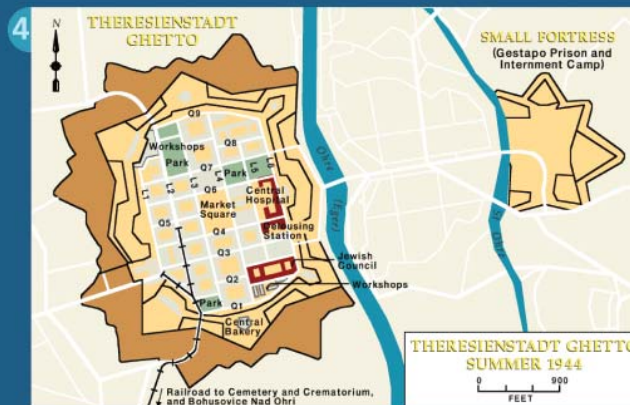 4
N
THERESIENSTADT
GHETTO
SMALL FORTRESS
(Gestapo Prison and
Internment Camp)
Q9
Workshops
Q8
Park
Q7
L1
L2
L3
L4
L5
L6
Park
Q6
Central
Hospital
Market
Square
Q5
Q4
Delousing
Station
Q3
Jewish
Council
Q2
Workshops
Park
Q1
Central
Bakery
Ohře
(Eger)
St. Ohře
Railroad to Cemetery and Crematorium,
and Bohusovice Nad Ohri
THERESIENSTADT GHETTO
SUMMER 1944
0 900
FEET